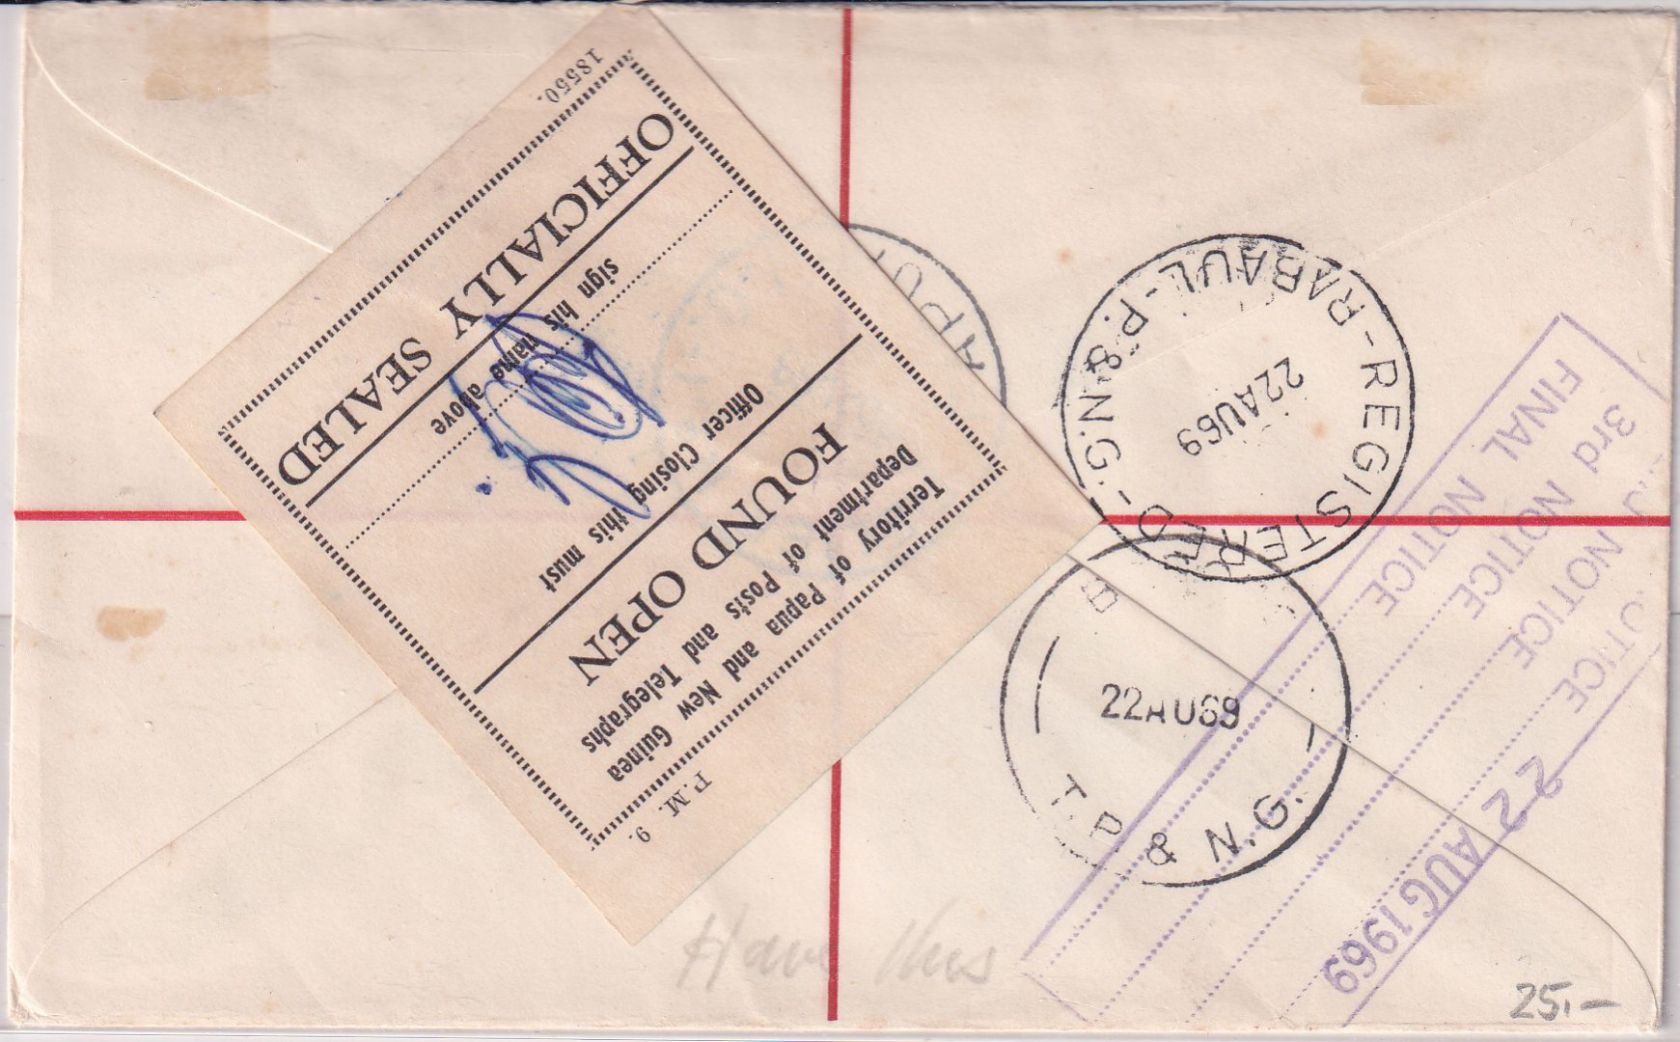 P.M. 9.
18550.
Territory of Papua and New Guinea
Department of Posts and Telegraphs
FOUND OPEN
Officer Closing this must
sign his name above
OFFICIALLY SEALED
REGISTERED - RABAUL - P. & N.G.
22AU69
22AU69
T.P. & N.G.
NOTICE
3rd NOTICE
FINAL NOTICE
22 AUG 1969
Have this
25.-